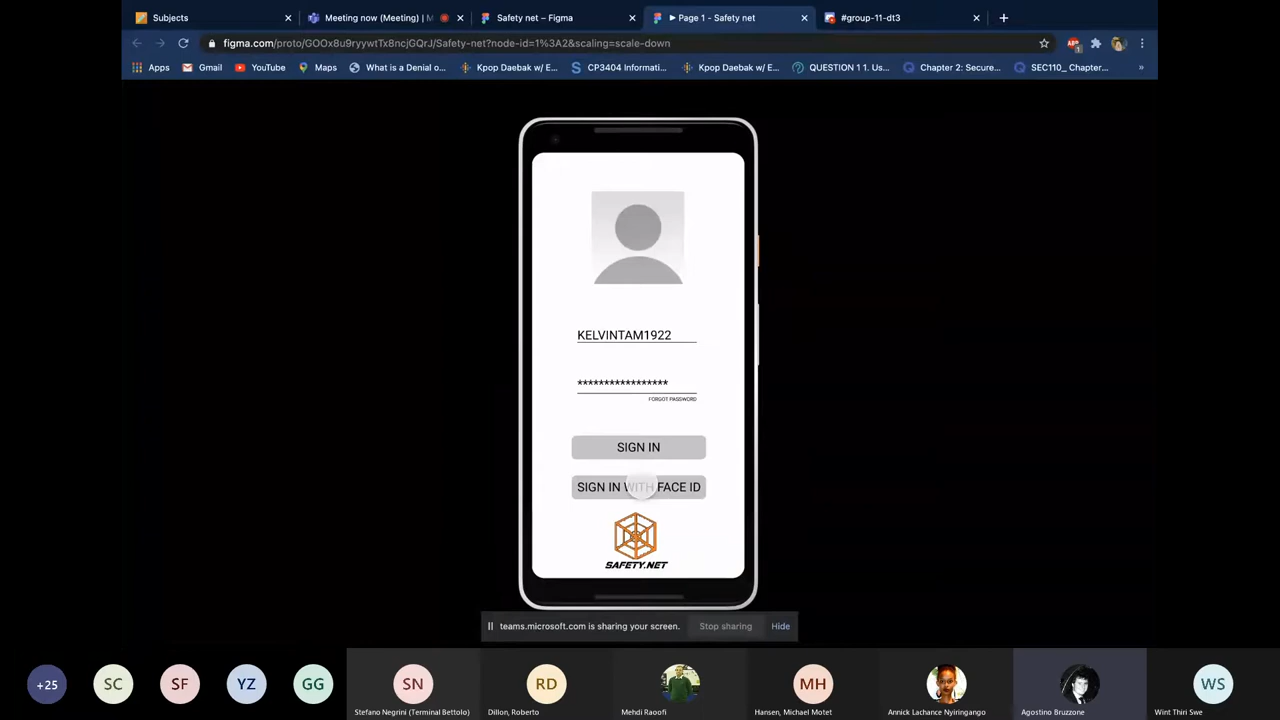 Subjects
Meeting now (Meeting) | M
Safety net – Figma
Page 1 - Safety net
#group-11-dt3
figma.com/proto/GOOx8u9ryywtTx8ncjGQrJ/Safety-net?node-id=1%3A2&scaling=scale-down
Apps
Gmail
YouTube
Maps
What is a Denial o...
Kpop Daebak w/ E...
CP3404 Informati...
Kpop Daebak w/ E...
QUESTION 1 1. Us...
Chapter 2: Secure...
SEC110_ Chapter...
»
KELVINTAM1922
*****************
FORGOT PASSWORD
SIGN IN
SIGN IN WITH FACE ID
SAFETY.NET
teams.microsoft.com is sharing your screen.
Stop sharing
Hide
+25
SC
SF
YZ
GG
SN
RD
MH
WS
Stefano Negrini (Terminal Bettolo)
Dillon, Roberto
Mehdi Raoofi
Hansen, Michael Motet
Annick Lachance Nyiringango
Agostino Bruzzone
Wint Thiri Swe